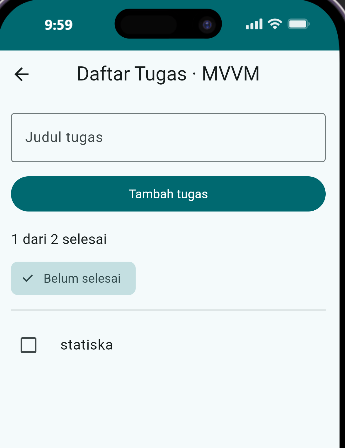 9:59
Daftar Tugas · MVVM
Judul tugas
Tambah tugas
1 dari 2 selesai
Belum selesai
statiska